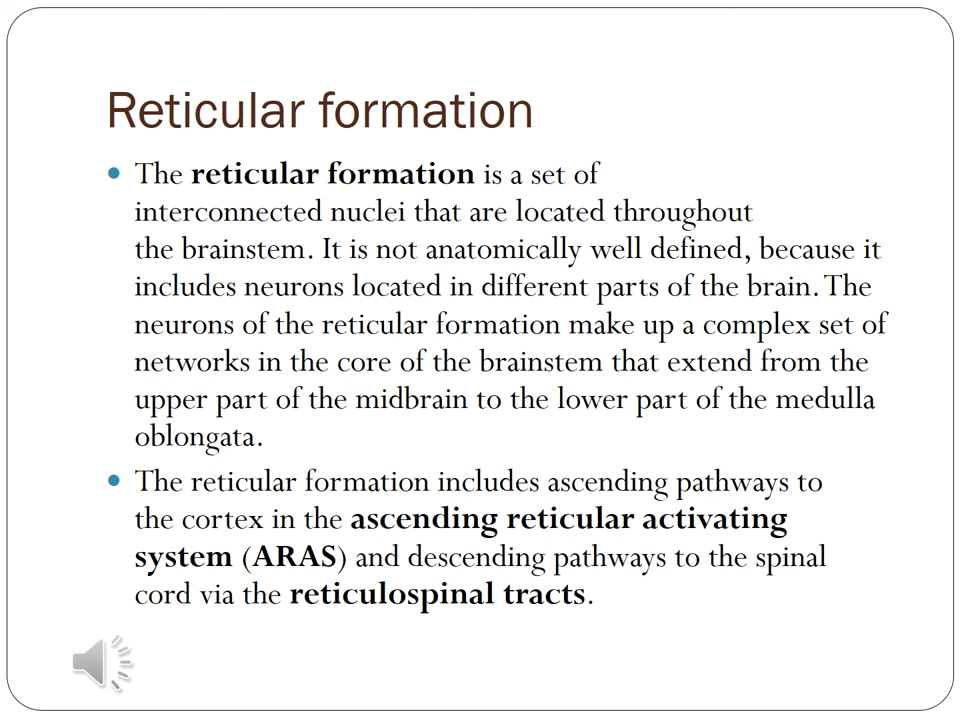 Reticular formation
The reticular formation is a set of
interconnected nuclei that are located throughout
the brainstem. It is not anatomically well defined, because it
includes neurons located in different parts of the brain. The
neurons of the reticular formation make up a complex set of
networks in the core of the brainstem that extend from the
upper part of the midbrain to the lower part of the medulla
oblongata.
The reticular formation includes ascending pathways to
the cortex in the ascending reticular activating
system (ARAS) and descending pathways to the spinal
cord via the reticulospinal tracts.